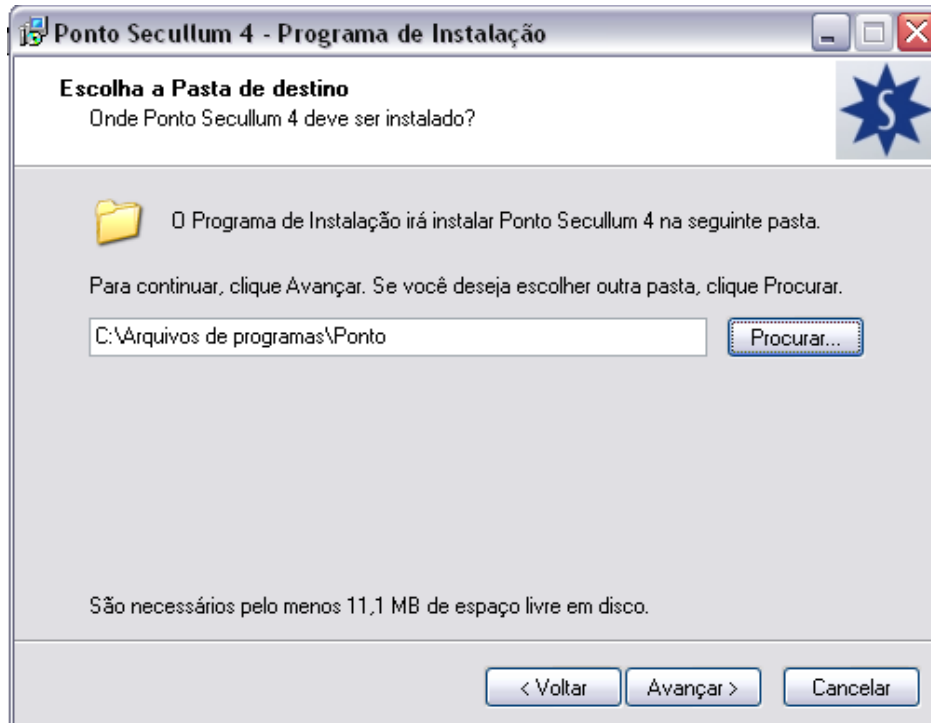 Ponto Secullum 4 - Programa de Instalação
Escolha a Pasta de destino
Onde Ponto Secullum 4 deve ser instalado?
S
O Programa de Instalação irá instalar Ponto Secullum 4 na seguinte pasta.
Para continuar, clique Avançar. Se você deseja escolher outra pasta, clique Procurar.
C:\Arquivos de programas\Ponto
Procurar...
São necessários pelo menos 11,1 MB de espaço livre em disco.
< Voltar
Avançar >
Cancelar